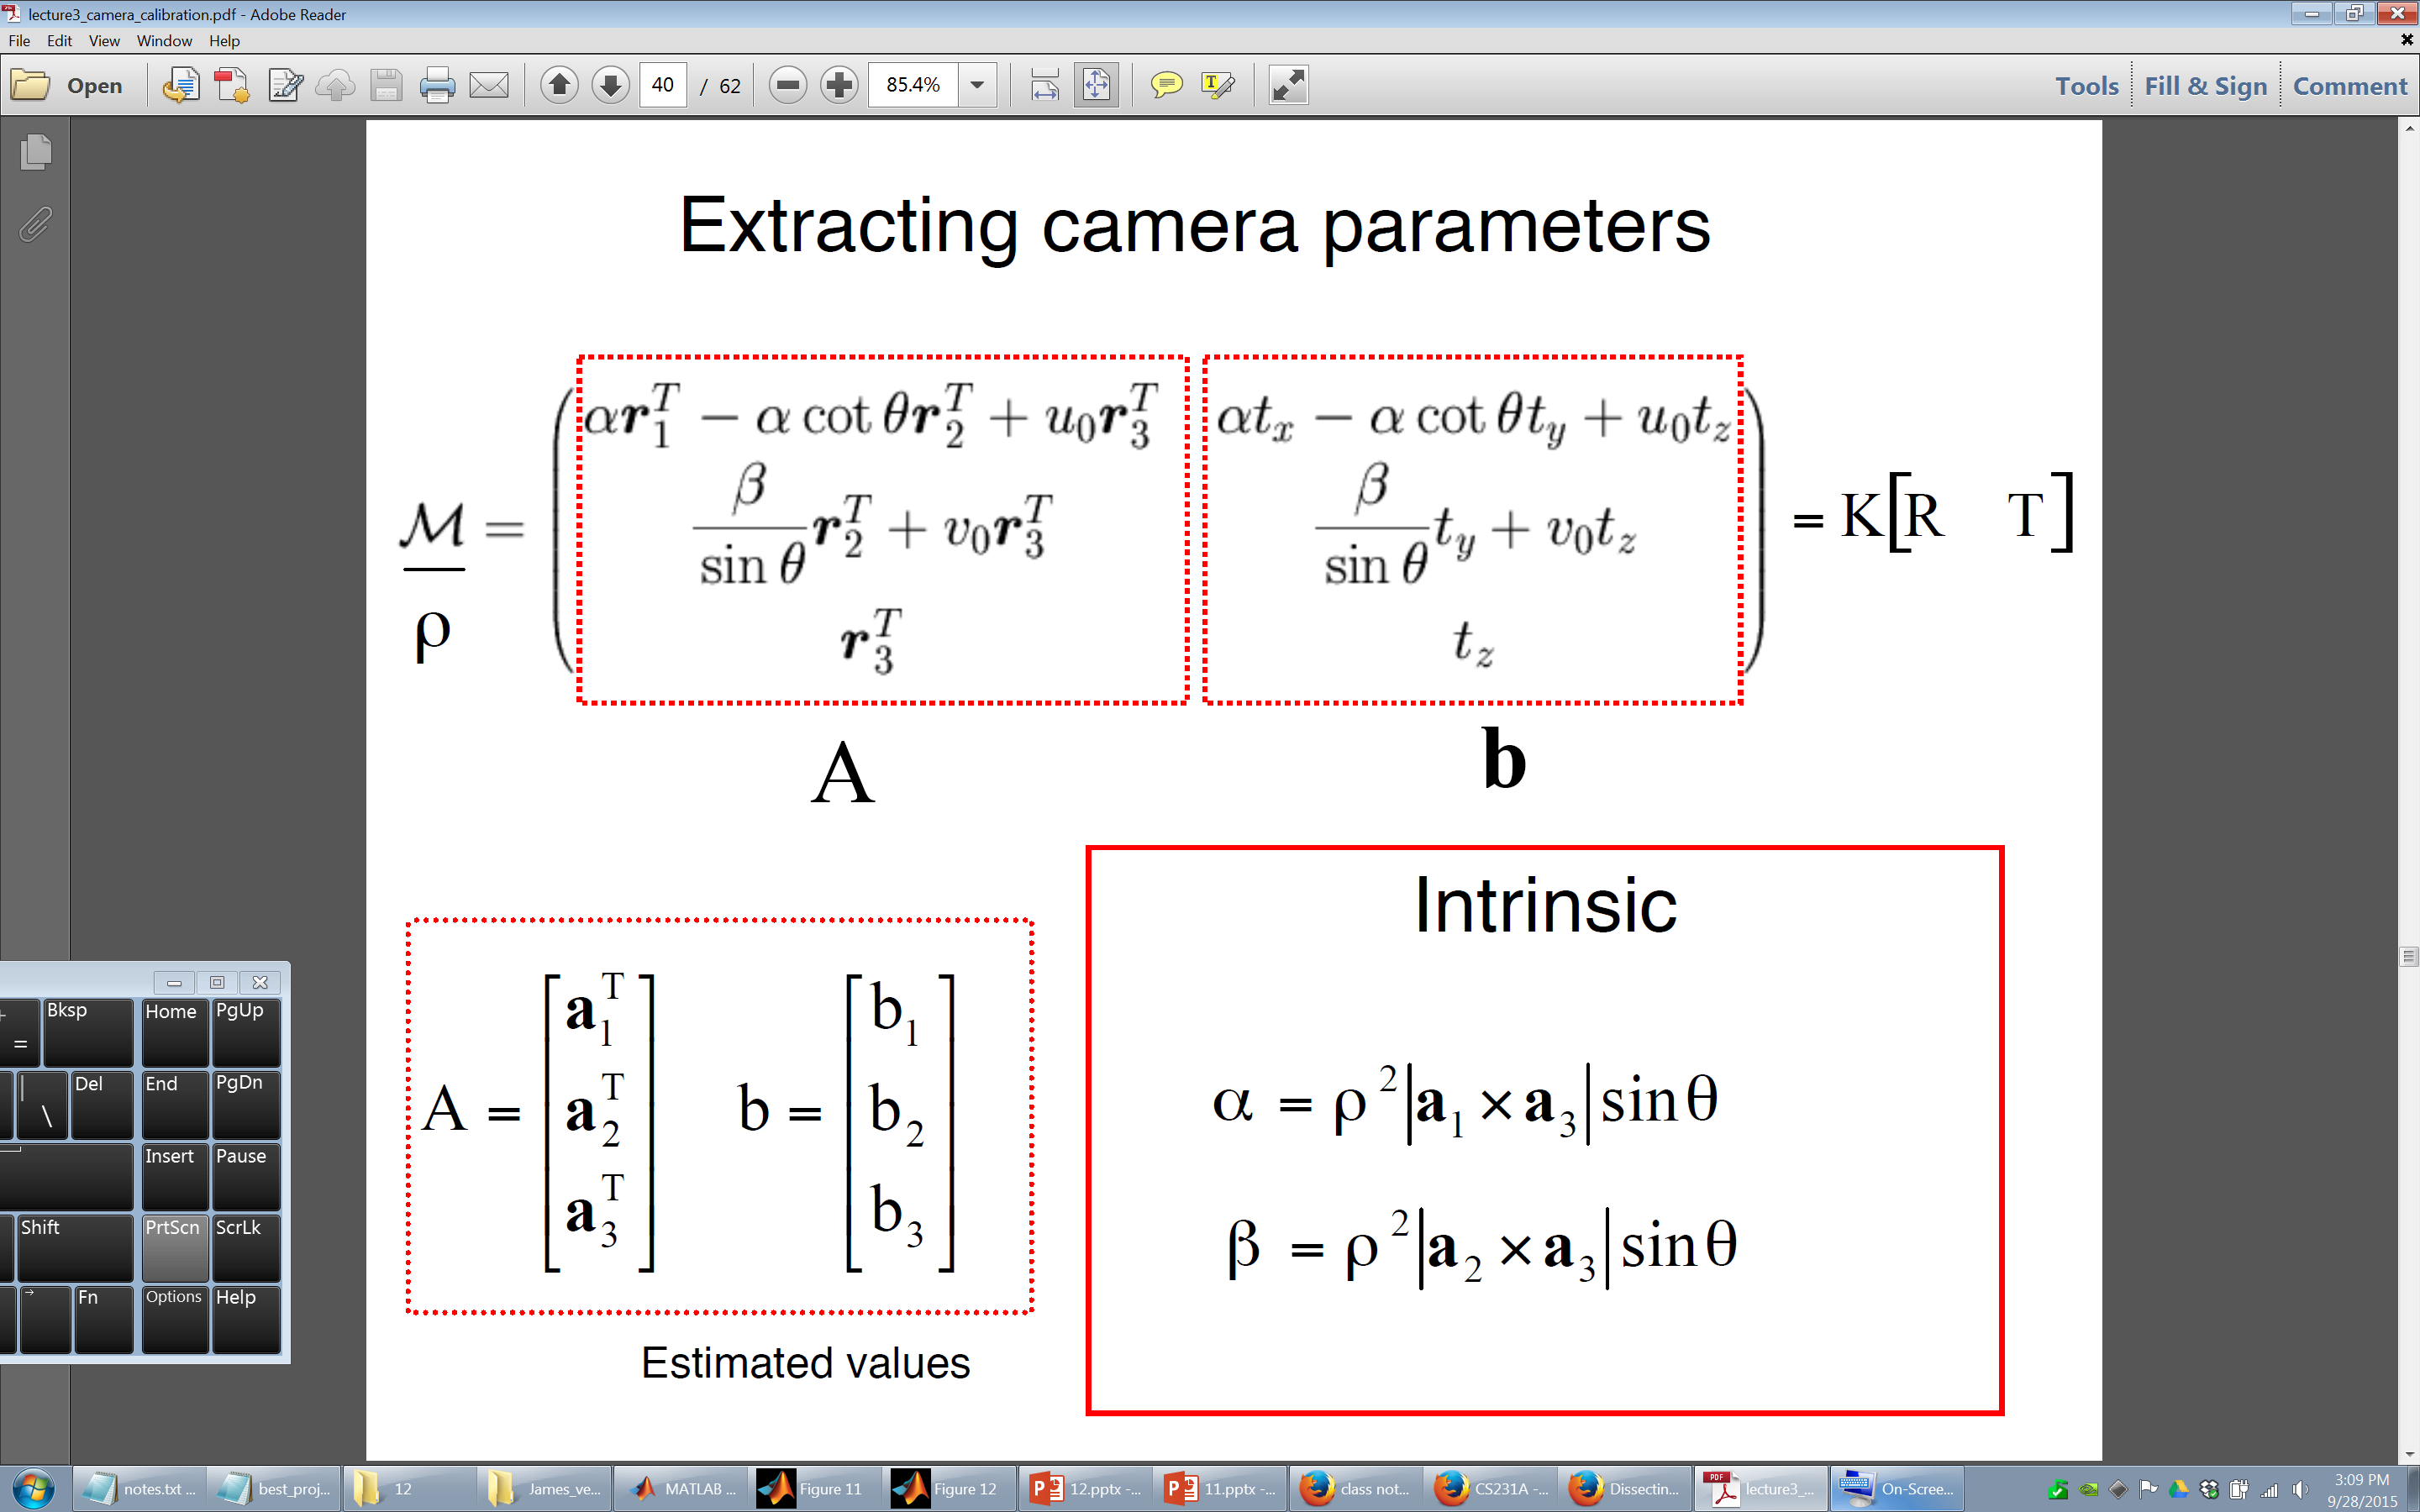 lecture3_camera_calibration.pdf - Adobe Reader
File Edit View Window Help
Open 40 / 62 85.4% Tools Fill & Sign Comment
Extracting camera parameters
M/ρ = ( αr₁ᵀ − α cot θr₂ᵀ + u₀r₃ᵀ   αtₓ − α cot θt_y + u₀t_z
β/sin θ r₂ᵀ + v₀r₃ᵀ   β/sin θ t_y + v₀t_z
r₃ᵀ   t_z ) = K[R T]
A b
Intrinsic
A = [a₁ᵀ a₂ᵀ a₃ᵀ] b = [b₁ b₂ b₃]
α = ρ²|a₁ × a₃| sin θ
β = ρ²|a₂ × a₃| sin θ
Estimated values
+ = Bksp Home PgUp
| \ Del End PgDn
Insert Pause
Shift PrtScn ScrLk
→ Fn Options Help
notes.txt ... best_proj... 12 James_ve... MATLAB ... Figure 11 Figure 12 12.pptx -... 11.pptx -... class not... CS231A -... Dissectin... lecture3_... On-Scree... 3:09 PM
9/28/2015